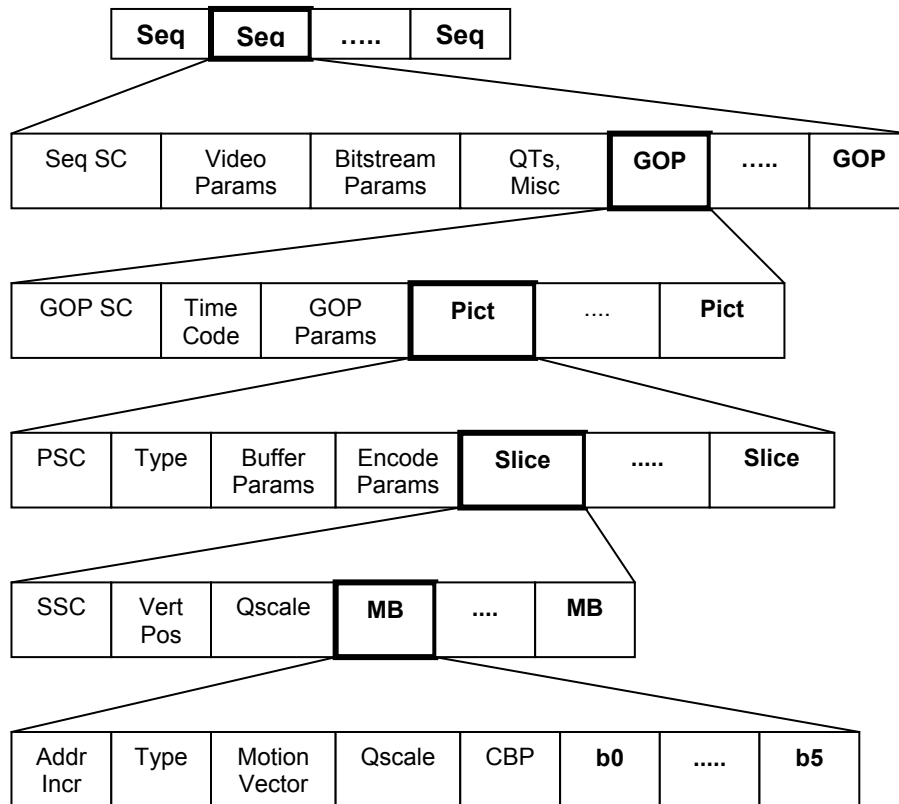 Seq Seq ..... Seq
Seq SC Video Params Bitstream Params QTs, Misc GOP ..... GOP
GOP SC Time Code GOP Params Pict .... Pict
PSC Type Buffer Params Encode Params Slice ..... Slice
SSC Vert Pos Qscale MB .... MB
Addr Incr Type Motion Vector Qscale CBP b0 ..... b5